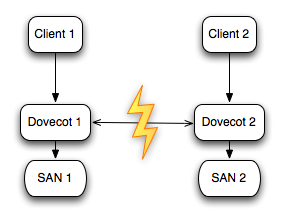 Client 1
Client 2
Dovecot 1
Dovecot 2
SAN 1
SAN 2